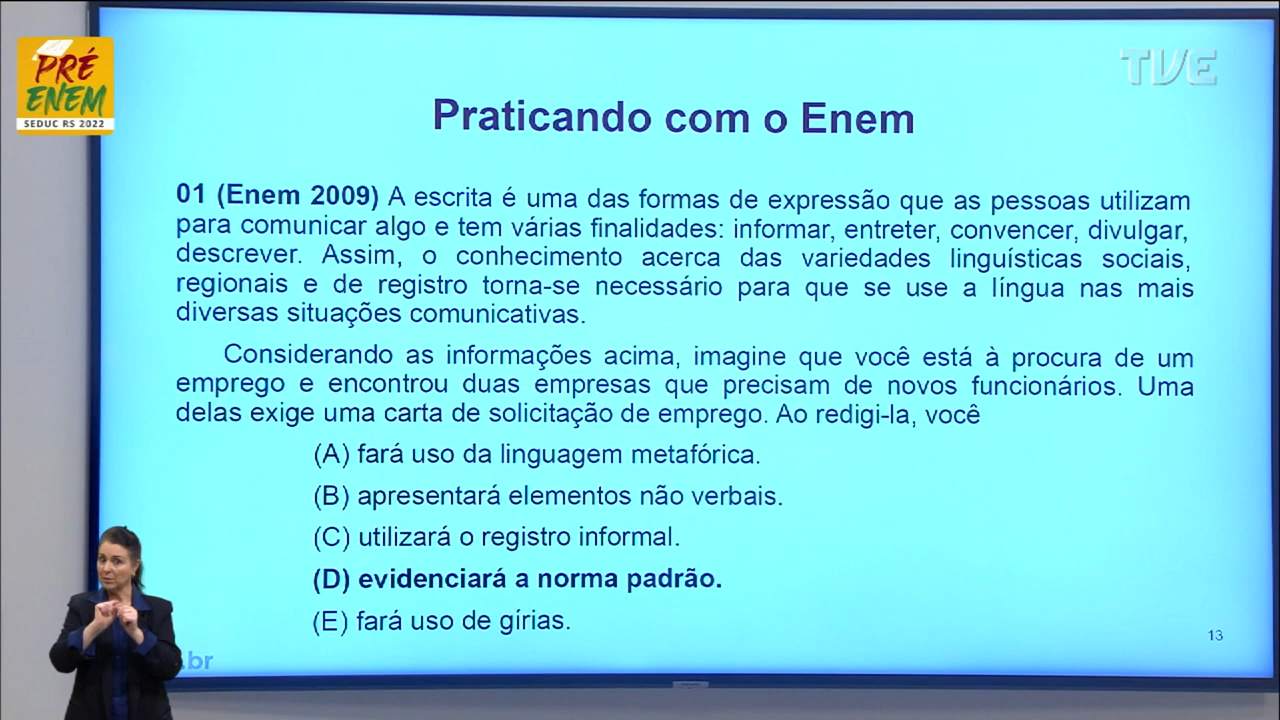 PRÉ
ENEM
SEDUC RS 2022
TVE
Praticando com o Enem
01 (Enem 2009) A escrita é uma das formas de expressão que as pessoas utilizam
para comunicar algo e tem várias finalidades: informar, entreter, convencer, divulgar,
descrever. Assim, o conhecimento acerca das variedades linguísticas sociais,
regionais e de registro torna-se necessário para que se use a língua nas mais
diversas situações comunicativas.
Considerando as informações acima, imagine que você está à procura de um
emprego e encontrou duas empresas que precisam de novos funcionários. Uma
delas exige uma carta de solicitação de emprego. Ao redigi-la, você
(A) fará uso da linguagem metafórica.
(B) apresentará elementos não verbais.
(C) utilizará o registro informal.
(D) evidenciará a norma padrão.
(E) fará uso de gírias.
13
.br